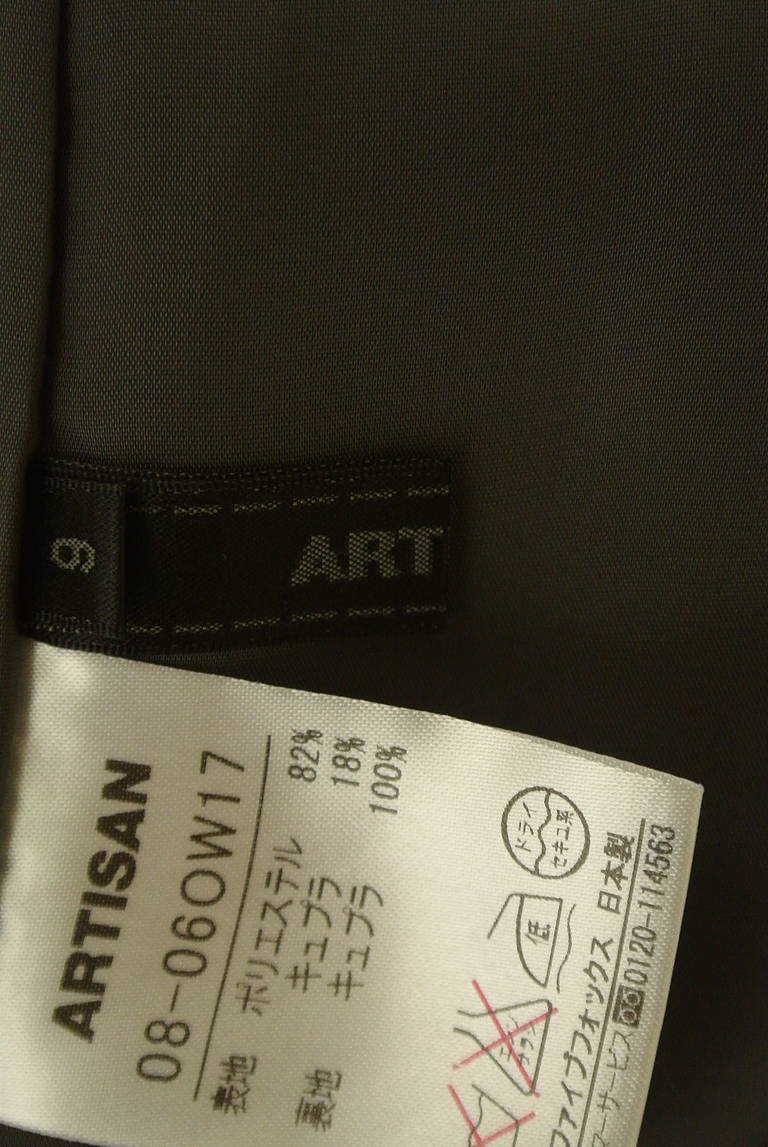 9
ART
ARTISAN
08-06OW17
表地 ポリエステル 82%
キュプラ 18%
裏地 キュプラ 100%
ドライ
セキユ系
低
ファイブフォックス 日本製
ーサービス 0120-114563